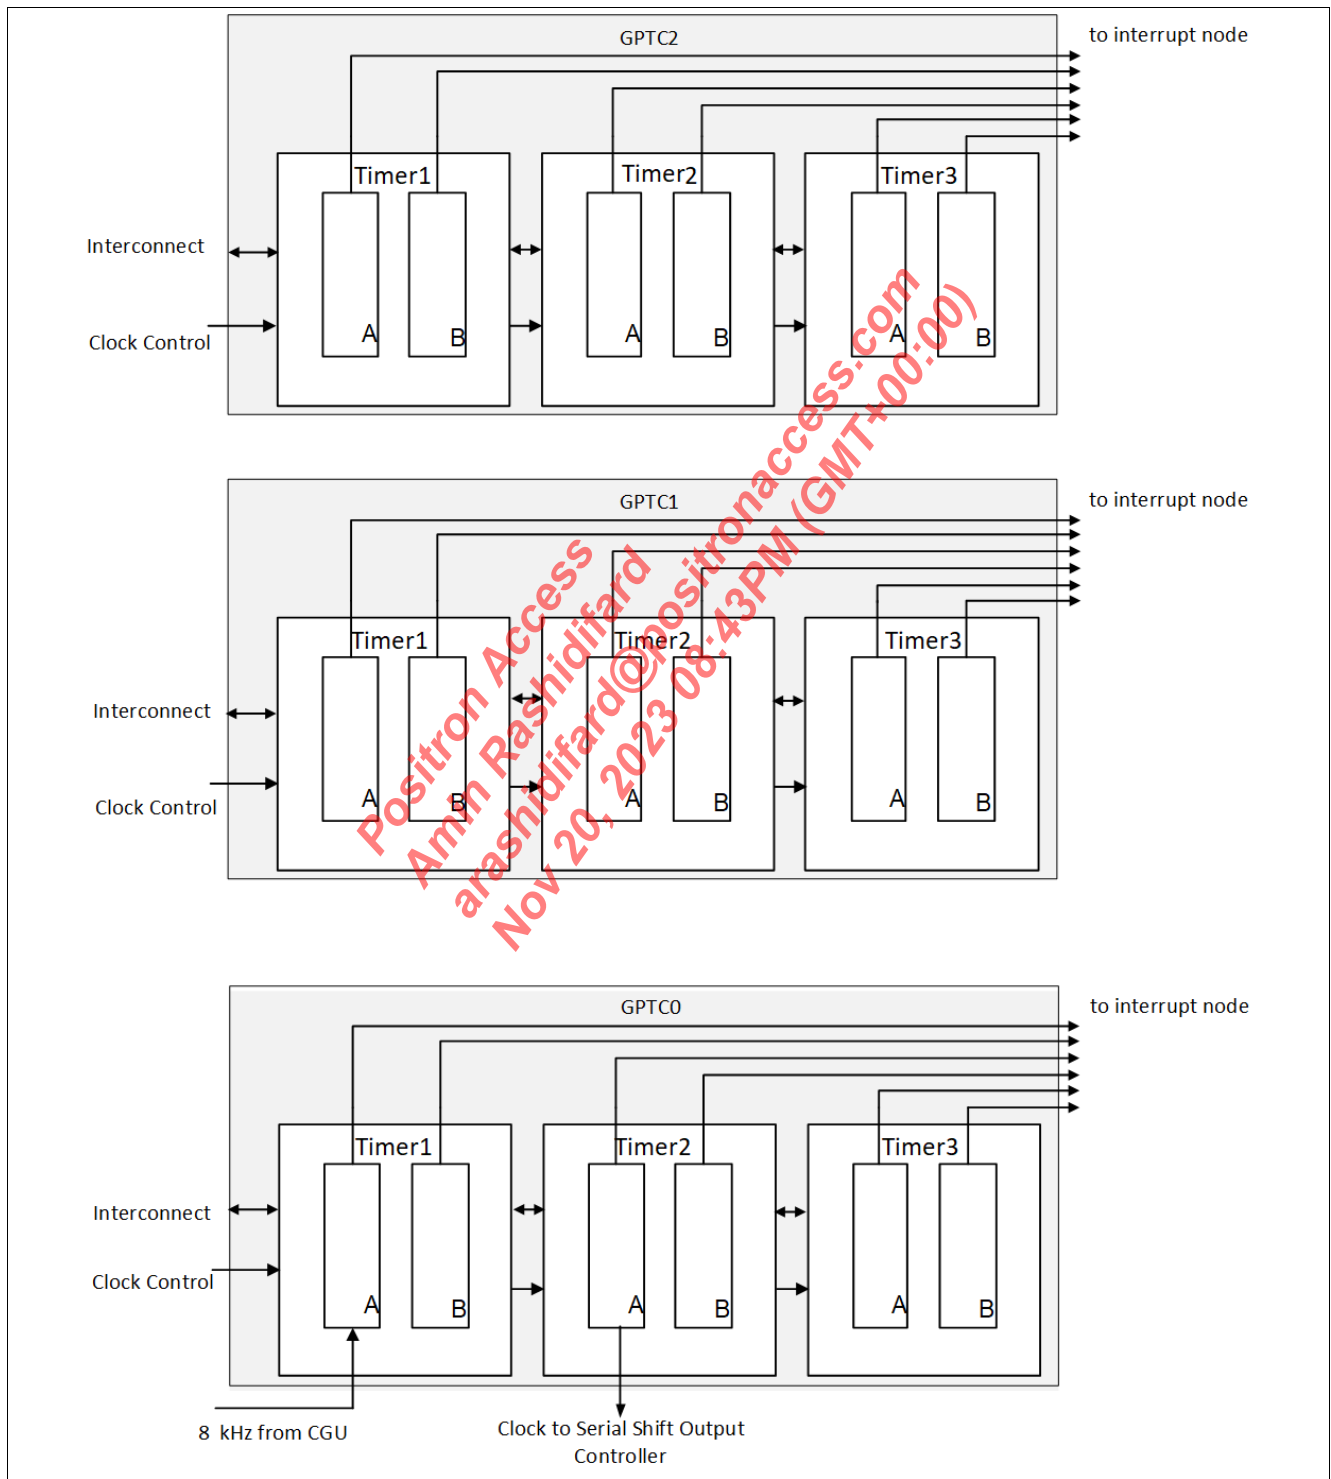 GPTC2
to interrupt node
Timer1
Timer2
Timer3
Interconnect
Clock Control
A
B
A
B
A
B
GPTC1
to interrupt node
Timer1
Timer2
Timer3
Interconnect
Clock Control
A
B
A
B
A
B
GPTC0
to interrupt node
Timer1
Timer2
Timer3
Interconnect
Clock Control
A
B
A
B
A
B
8 kHz from CGU
Clock to Serial Shift Output
Controller
Positron Access
Amin Rashidifard
arashidifard@positronaccess.com
Nov 20, 2023 08:43PM (GMT+00:00)